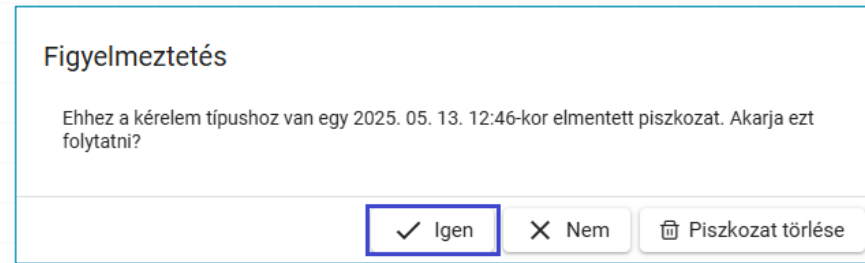 Figyelmeztetés
Ehhez a kérelem típushoz van egy 2025. 05. 13. 12:46-kor elmentett piszkozat. Akarja ezt
folytatni?
Igen Nem Piszkozat törlése